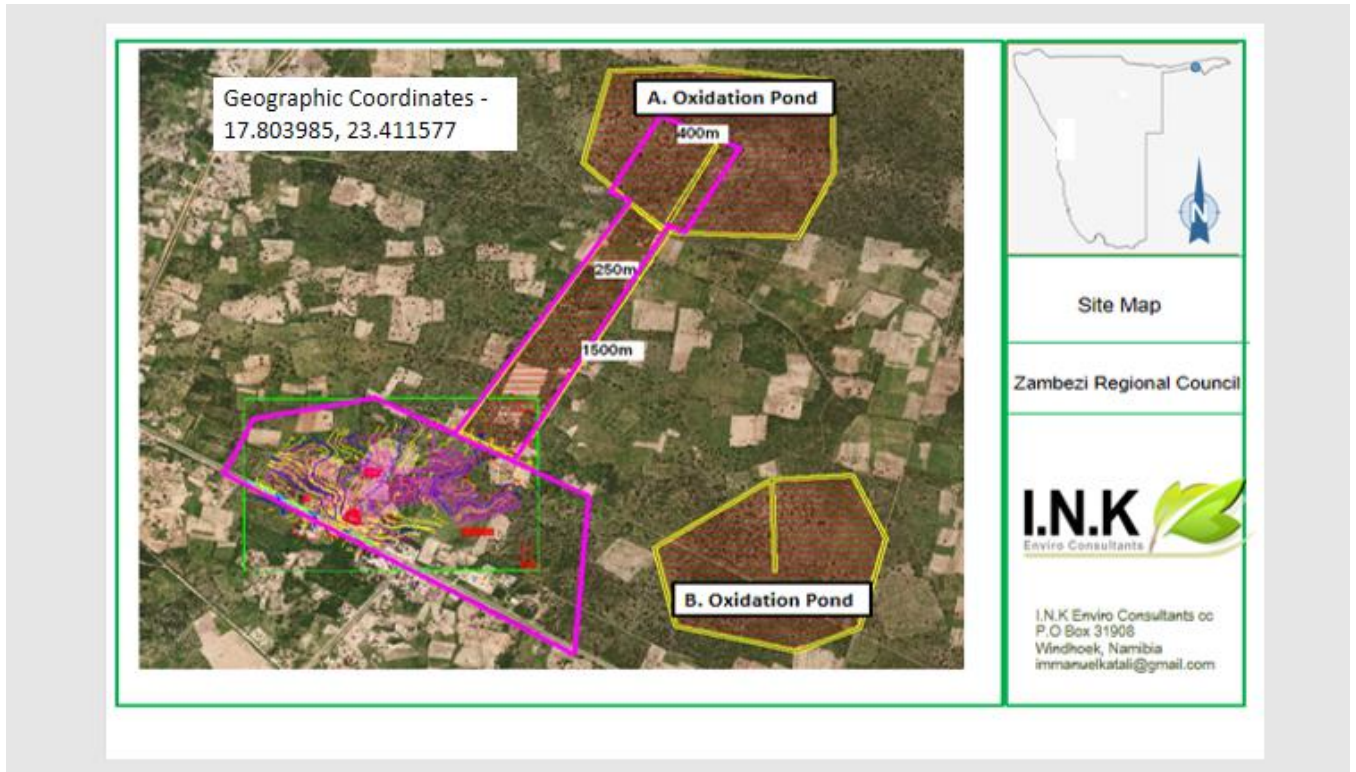 Geographic Coordinates -
17.803985, 23.411577
A. Oxidation Pond
400m
250m
1500m
B. Oxidation Pond
N
Site Map
Zambezi Regional Council
I.N.K
Enviro Consultants
I.N.K Enviro Consultants cc
P.O Box 31908
Windhoek, Namibia
immanuelkatali@gmail.com